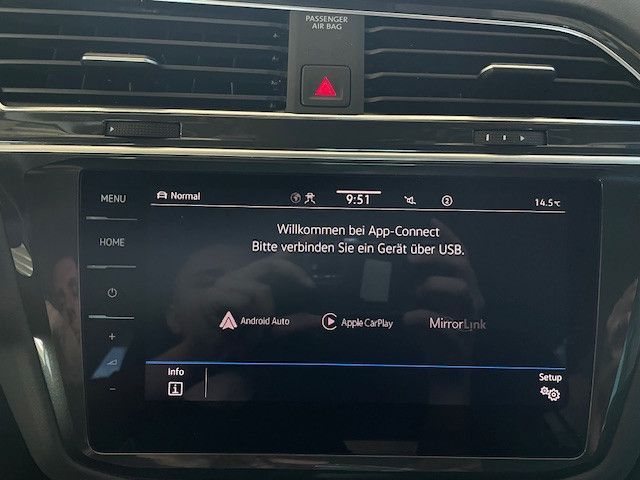 PASSENGER
AIR BAG
MENU
Normal
9:51
2
14.5°C
HOME
Willkommen bei App-Connect
Bitte verbinden Sie ein Gerät über USB.
Android Auto
Apple CarPlay
MirrorLink
+
-
Info
i
Setup